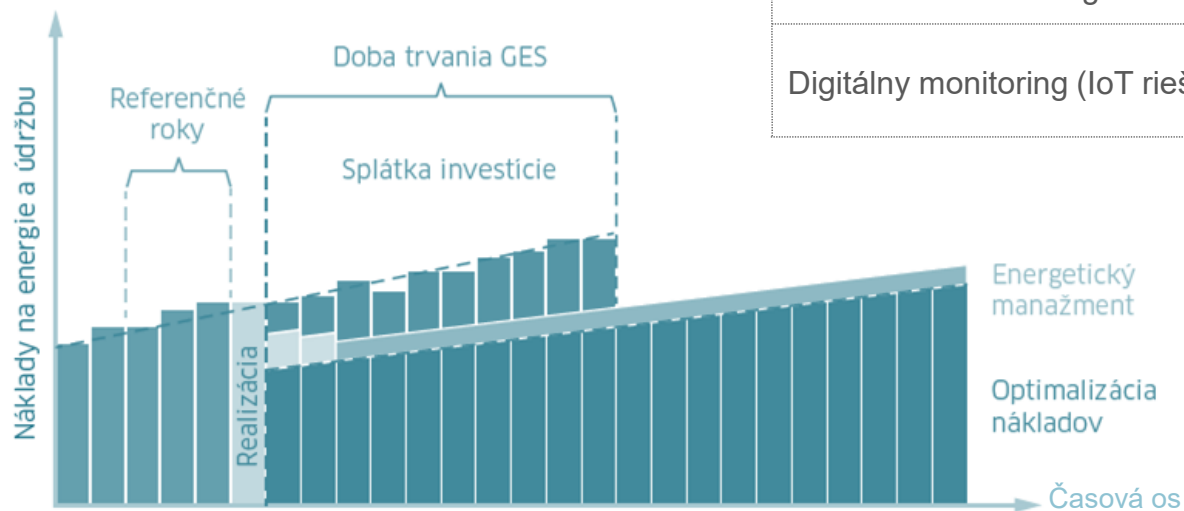 Digitálny monitoring (IoT rieš
Doba trvania GES
Referenčné
roky
Splátka investície
Náklady na energie a údržbu
Realizácia
Energetický
manažment
Optimalizácia
nákladov
Časová os